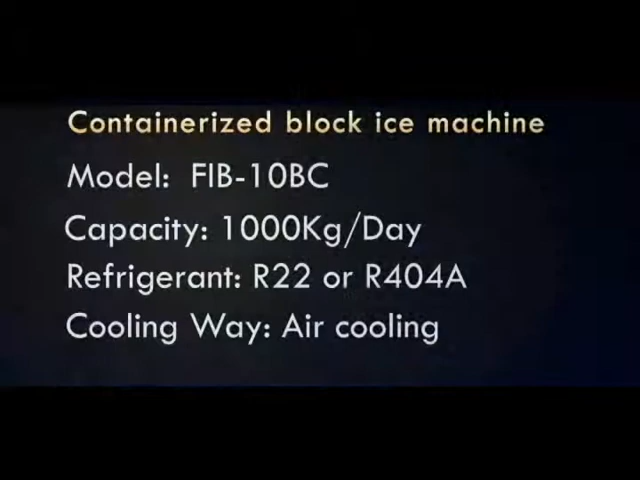 Containerized block ice machine
Model: FIB-10BC
Capacity: 1000Kg/Day
Refrigerant: R22 or R404A
Cooling Way: Air cooling